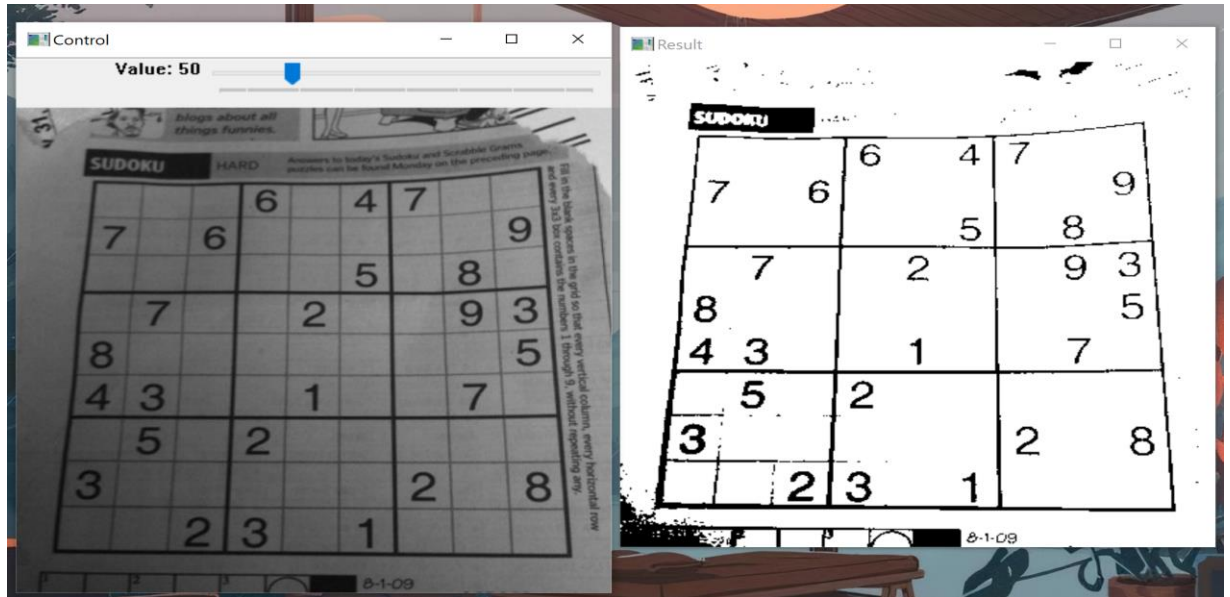 Control
Value: 50
31
blogs about all
things funnies.
SUDOKU HARD
Answers to today's Sudoku and Scrabble Grams
puzzles can be found Monday on the preceding page.
Fill in the blank spaces in the grid so that every vertical column, every horizontal row
and every 3x3 box contains the numbers 1 through 9, without repeating any.
6 4 7
7 6 9
5 8
7 2 9 3
8 5
4 3 1 7
5 2
3 2 8
2 3 1
1 2 3
8-1-09
Result
SUDOKU
6 4 7
7 6 9
5 8
7 2 9 3
8 5
4 3 1 7
5 2
3 2 8
2 3 1
8-1-09